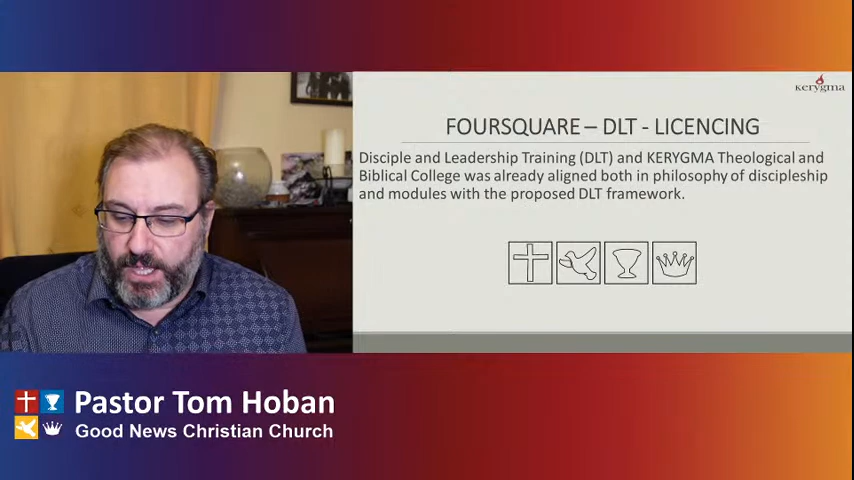 kerygma
FOURSQUARE – DLT - LICENCING
Disciple and Leadership Training (DLT) and KERYGMA Theological and
Biblical College was already aligned both in philosophy of discipleship
and modules with the proposed DLT framework.
Pastor Tom Hoban
Good News Christian Church